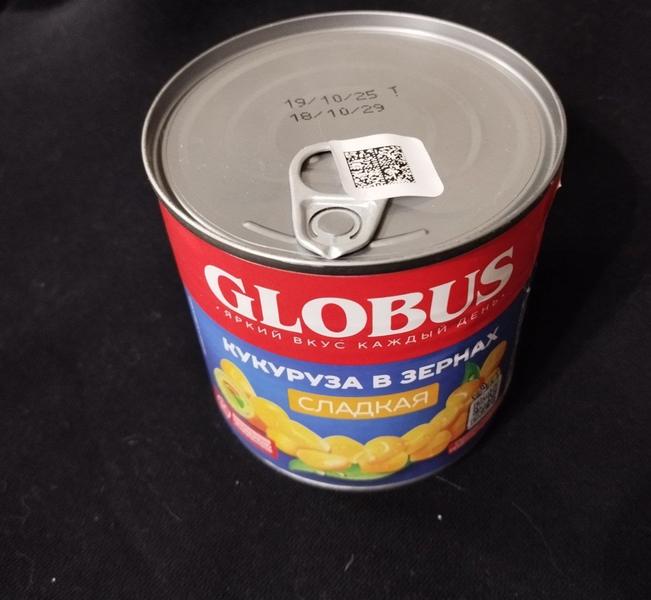 19/10/25 T
18/10/29
GLOBUS
· ЯРКИЙ ВКУС КАЖДЫЙ ДЕНЬ ·
КУКУРУЗА В ЗЕРНАХ
СЛАДКАЯ